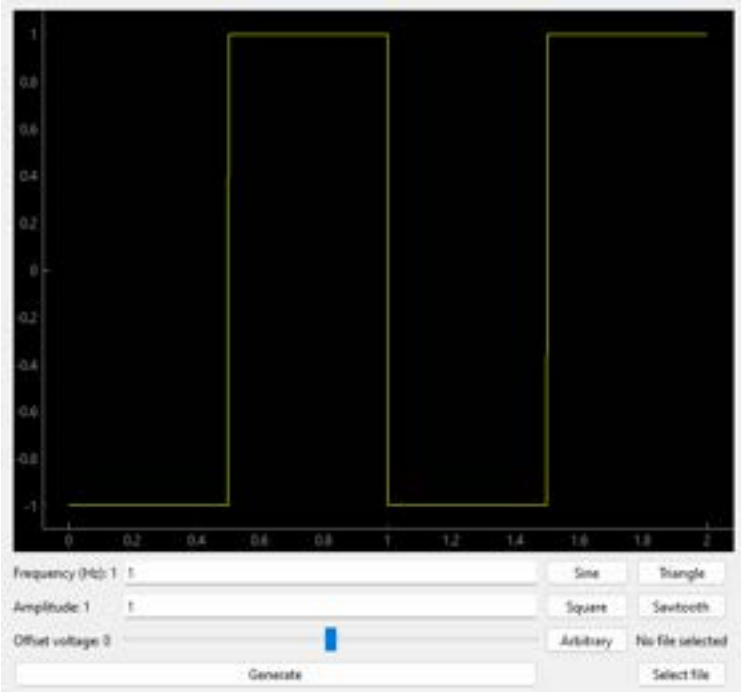 1
0.8
0.6
0.4
0.2
0
-0.2
-0.4
-0.6
-0.8
-1
0 0.2 0.4 0.6 0.8 1 1.2 1.4 1.6 1.8 2
Frequency (Hz): 1 1 Sine Triangle
Amplitude: 1 1 Square Sawtooth
Offset voltage: 0 Arbitrary No file selected
Generate Select file